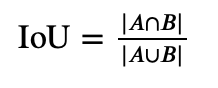 IoU = |A∩B| / |A∪B|